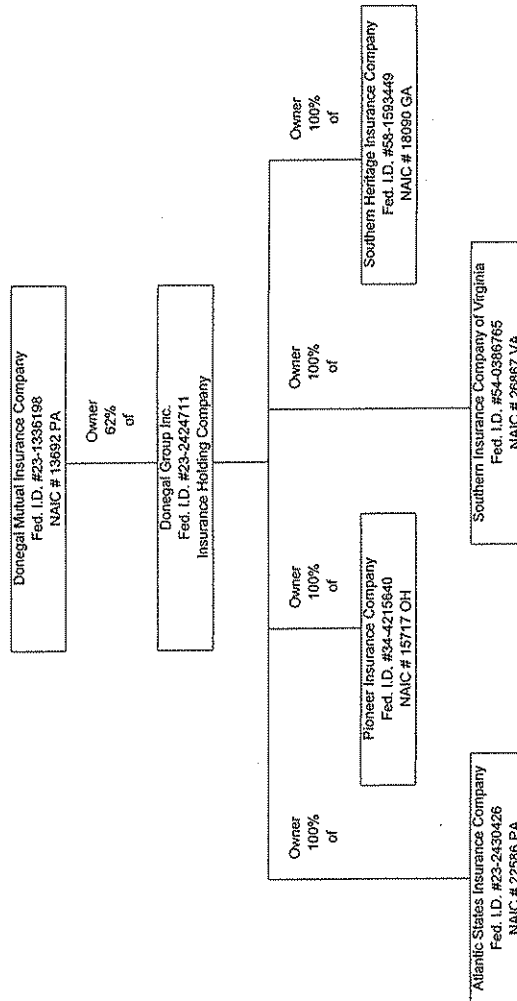 Donegal Mutual Insurance Company
Fed. I.D. #23-1336198
NAIC # 13692 PA
Owner
62%
of
Donegal Group Inc.
Fed. I.D. #23-2424711
Insurance Holding Company
Owner
100%
of
Owner
100%
of
Owner
100%
of
Owner
100%
of
Atlantic States Insurance Company
Fed. I.D. #23-2430426
NAIC # 22586 PA
Pioneer Insurance Company
Fed. I.D. #34-4215640
NAIC # 15717 OH
Southern Insurance Company of Virginia
Fed. I.D. #54-0386765
NAIC # 26867 VA
Southern Heritage Insurance Company
Fed. I.D. #58-1593449
NAIC # 18090 GA